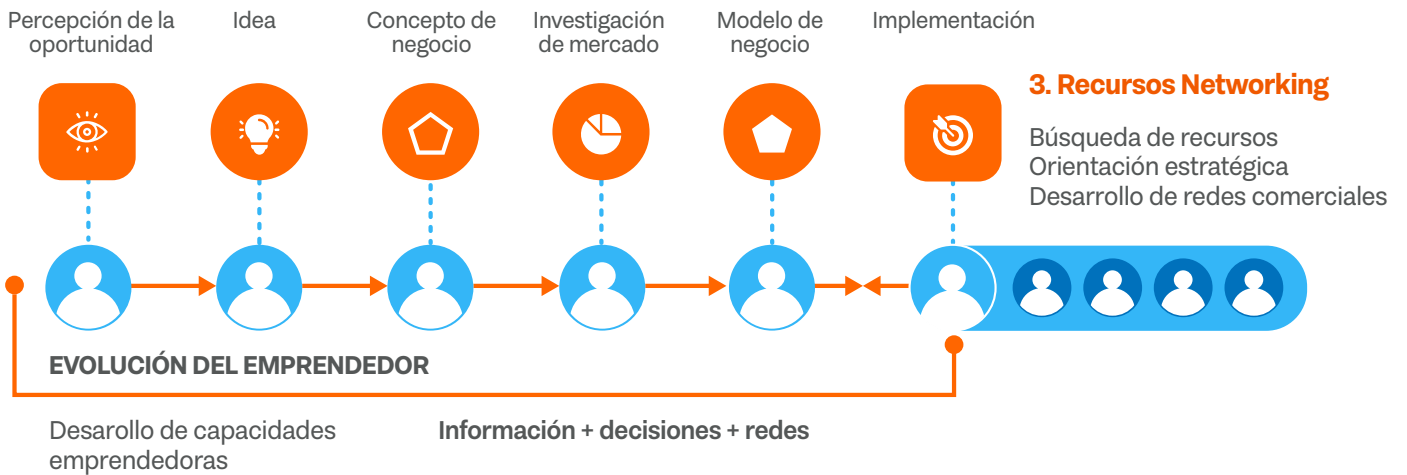 Percepción de la
oportunidad
Idea
Concepto de
negocio
Investigación
de mercado
Modelo de
negocio
Implementación
3. Recursos Networking
Búsqueda de recursos
Orientación estratégica
Desarrollo de redes comerciales
EVOLUCIÓN DEL EMPRENDEDOR
Desarollo de capacidades
emprendedoras
Información + decisiones + redes